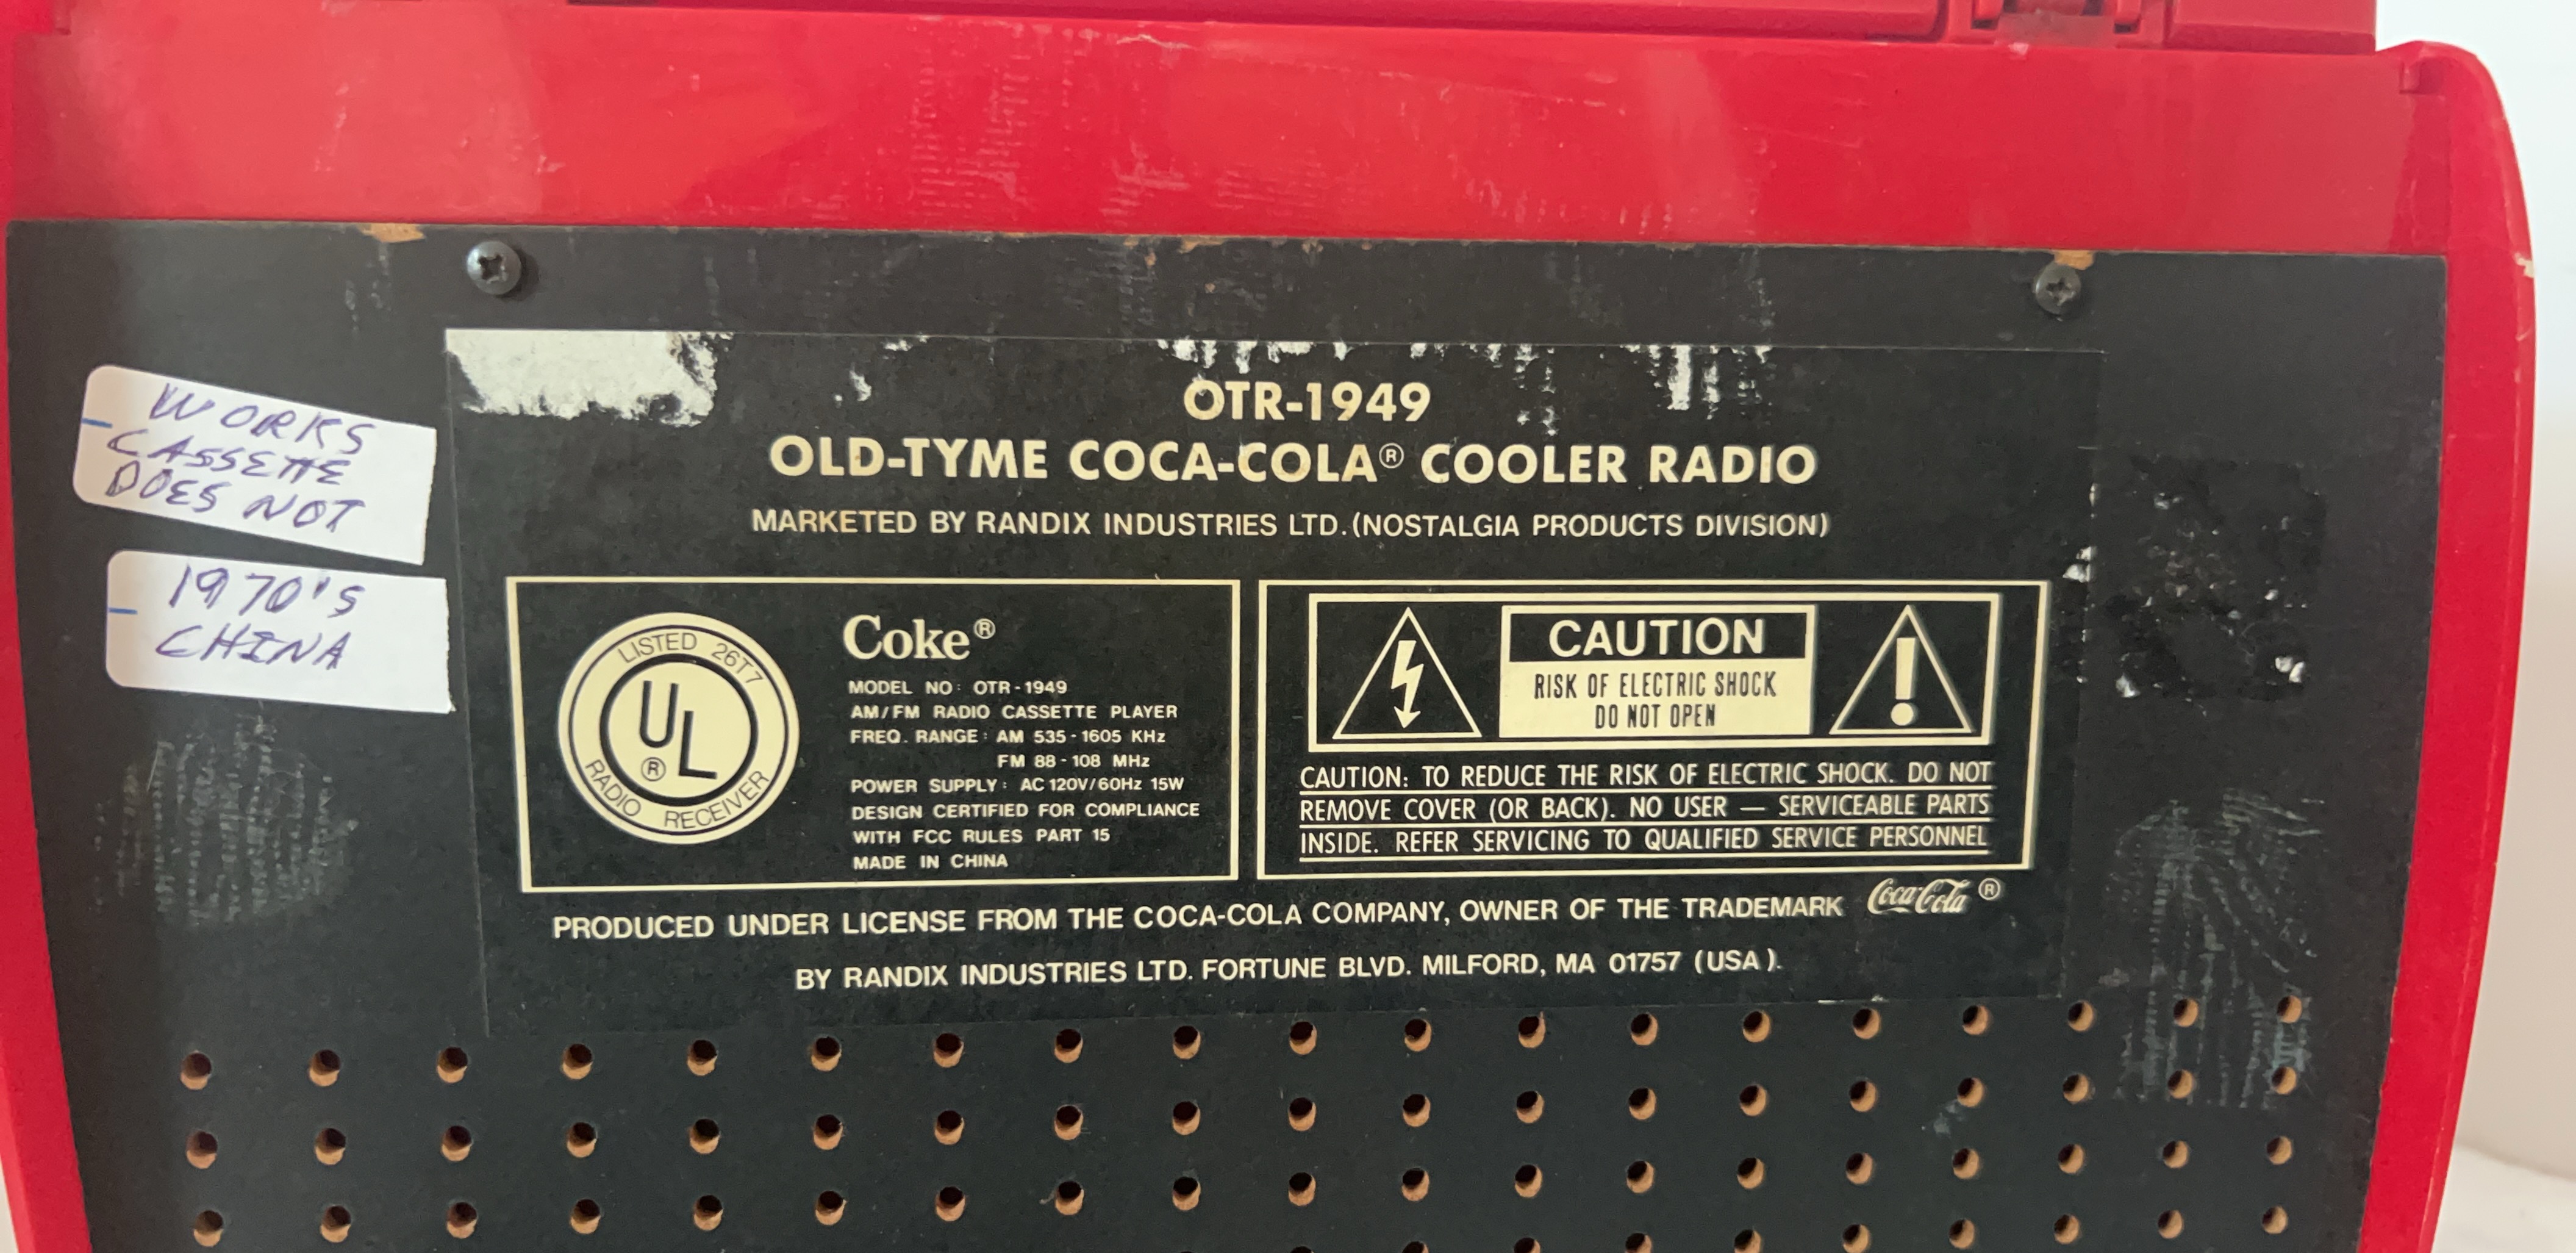 WORKS
CASSETTE
DOES NOT
1970'S
CHINA
OTR-1949
OLD-TYME COCA-COLA® COOLER RADIO
MARKETED BY RANDIX INDUSTRIES LTD. (NOSTALGIA PRODUCTS DIVISION)
LISTED 26T7
UL
®
RADIO RECEIVER
Coke®
MODEL NO: OTR-1949
AM/FM RADIO CASSETTE PLAYER
FREQ. RANGE: AM 535-1605 KHz
FM 88-108 MHz
POWER SUPPLY: AC 120V/60Hz 15W
DESIGN CERTIFIED FOR COMPLIANCE
WITH FCC RULES PART 15
MADE IN CHINA
CAUTION
RISK OF ELECTRIC SHOCK
DO NOT OPEN
!
CAUTION: TO REDUCE THE RISK OF ELECTRIC SHOCK. DO NOT
REMOVE COVER (OR BACK). NO USER — SERVICEABLE PARTS
INSIDE. REFER SERVICING TO QUALIFIED SERVICE PERSONNEL
PRODUCED UNDER LICENSE FROM THE COCA-COLA COMPANY, OWNER OF THE TRADEMARK Coca-Cola ®
BY RANDIX INDUSTRIES LTD. FORTUNE BLVD. MILFORD, MA 01757 (USA).